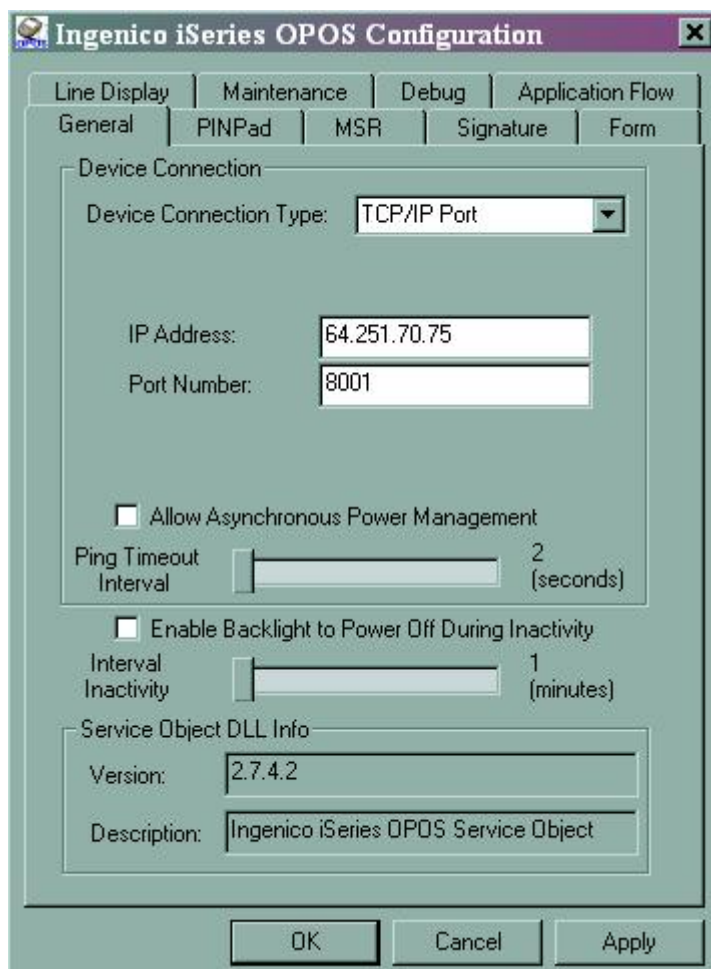 Ingenico iSeries OPOS Configuration
Line Display Maintenance Debug Application Flow
General PINPad MSR Signature Form
Device Connection
Device Connection Type: TCP/IP Port
IP Address: 64.251.70.75
Port Number: 8001
Allow Asynchronous Power Management
Ping Timeout Interval 2 (seconds)
Enable Backlight to Power Off During Inactivity
Interval Inactivity 1 (minutes)
Service Object DLL Info
Version: 2.7.4.2
Description: Ingenico iSeries OPOS Service Object
OK Cancel Apply